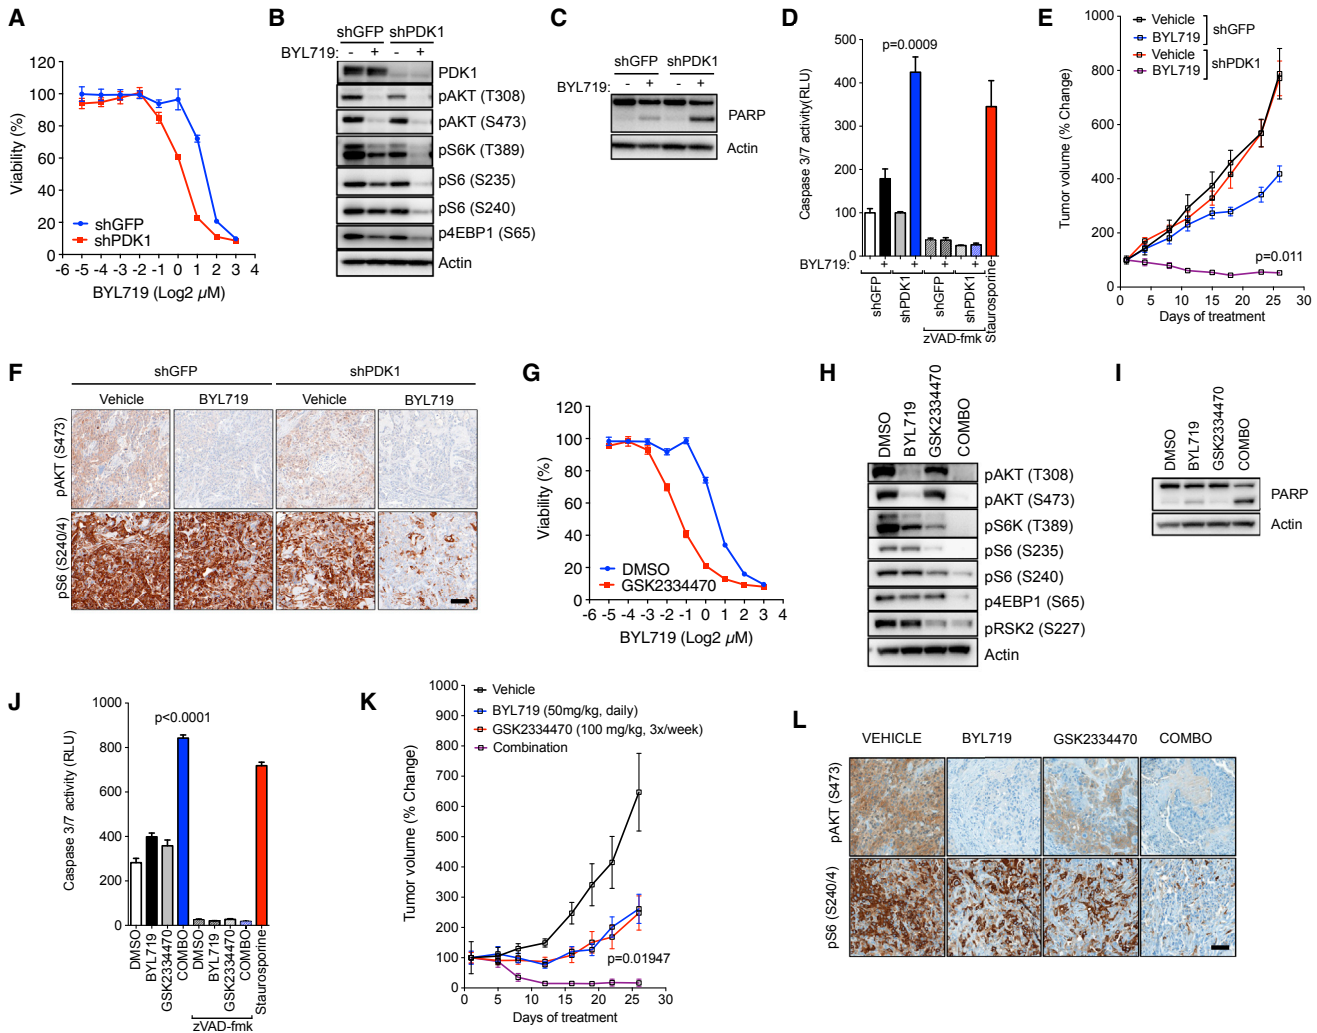 A
120
100
80
60
40
20
0
Viability (%)
shGFP
shPDK1
-6 -5 -4 -3 -2 -1 0 1 2 3 4
BYL719 (Log2 µM)
B
shGFP shPDK1
BYL719: - + - +
PDK1
pAKT (T308)
pAKT (S473)
pS6K (T389)
pS6 (S235)
pS6 (S240)
p4EBP1 (S65)
Actin
C
shGFP shPDK1
BYL719: - + - +
PARP
Actin
D
500
400
300
200
100
0
Caspase 3/7 activity(RLU)
p=0.0009
BYL719: + + + +
shGFP
shPDK1
shGFP
shPDK1
Staurosporine
zVAD-fmk
E
1000
800
600
400
200
0
Tumor volume (% Change)
Vehicle
BYL719
shGFP
Vehicle
BYL719
shPDK1
p=0.011
0 5 10 15 20 25 30
Days of treatment
F
shGFP shPDK1
Vehicle BYL719 Vehicle BYL719
pAKT (S473)
pS6 (S240/4)
G
120
100
80
60
40
20
0
Viability (%)
DMSO
GSK2334470
-6 -5 -4 -3 -2 -1 0 1 2 3 4
BYL719 (Log2 µM)
H
DMSO
BYL719
GSK2334470
COMBO
pAKT (T308)
pAKT (S473)
pS6K (T389)
pS6 (S235)
pS6 (S240)
p4EBP1 (S65)
pRSK2 (S227)
Actin
I
DMSO
BYL719
GSK2334470
COMBO
PARP
Actin
J
1000
800
600
400
200
0
Caspase 3/7 activity (RLU)
p<0.0001
DMSO
BYL719
GSK2334470
COMBO
DMSO
BYL719
GSK2334470
COMBO
Staurosporine
zVAD-fmk
K
1000
900
800
700
600
500
400
300
200
100
0
Tumor volume (% Change)
Vehicle
BYL719 (50mg/kg, daily)
GSK2334470 (100 mg/kg, 3x/week)
Combination
p=0.01947
0 5 10 15 20 25 30
Days of treatment
L
VEHICLE BYL719 GSK2334470 COMBO
pAKT (S473)
pS6 (S240/4)